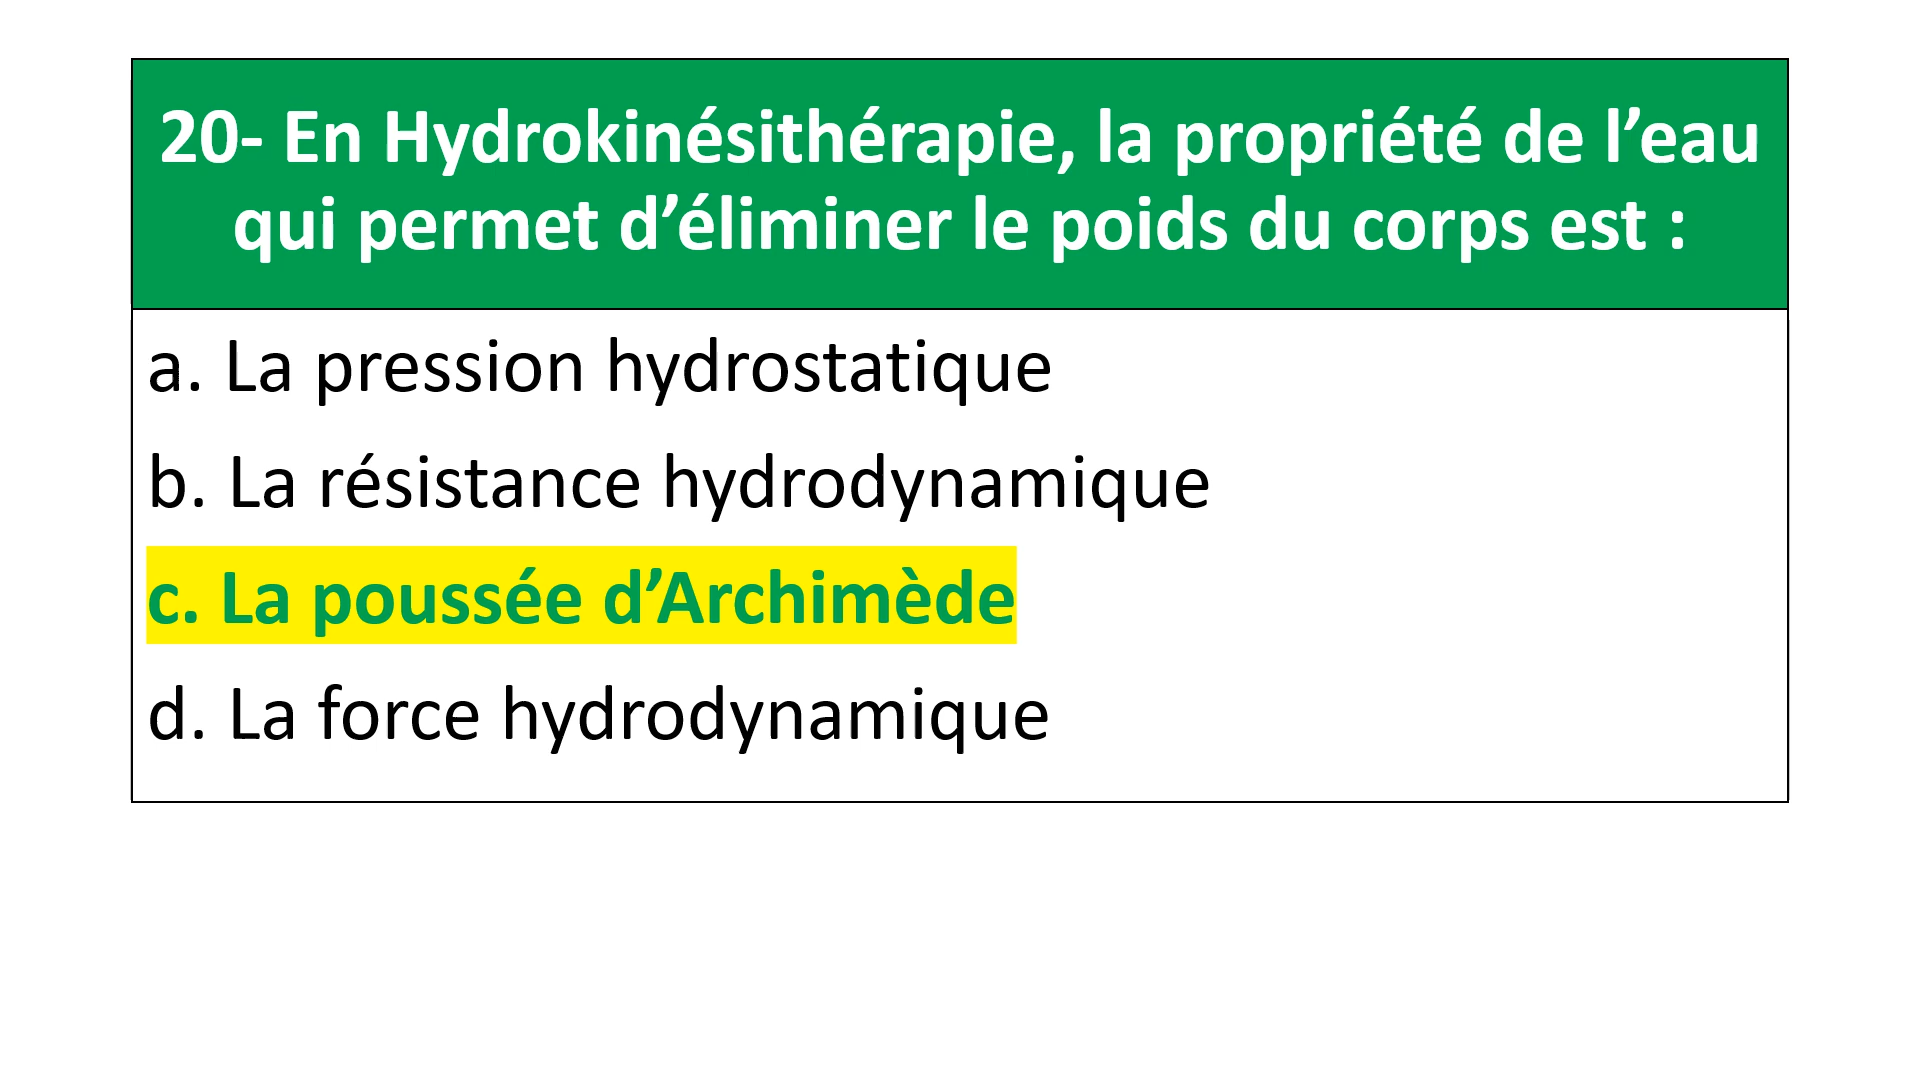 20- En Hydrokinésithérapie, la propriété de l’eau
qui permet d’éliminer le poids du corps est :
a. La pression hydrostatique
b. La résistance hydrodynamique
c. La poussée d’Archimède
d. La force hydrodynamique